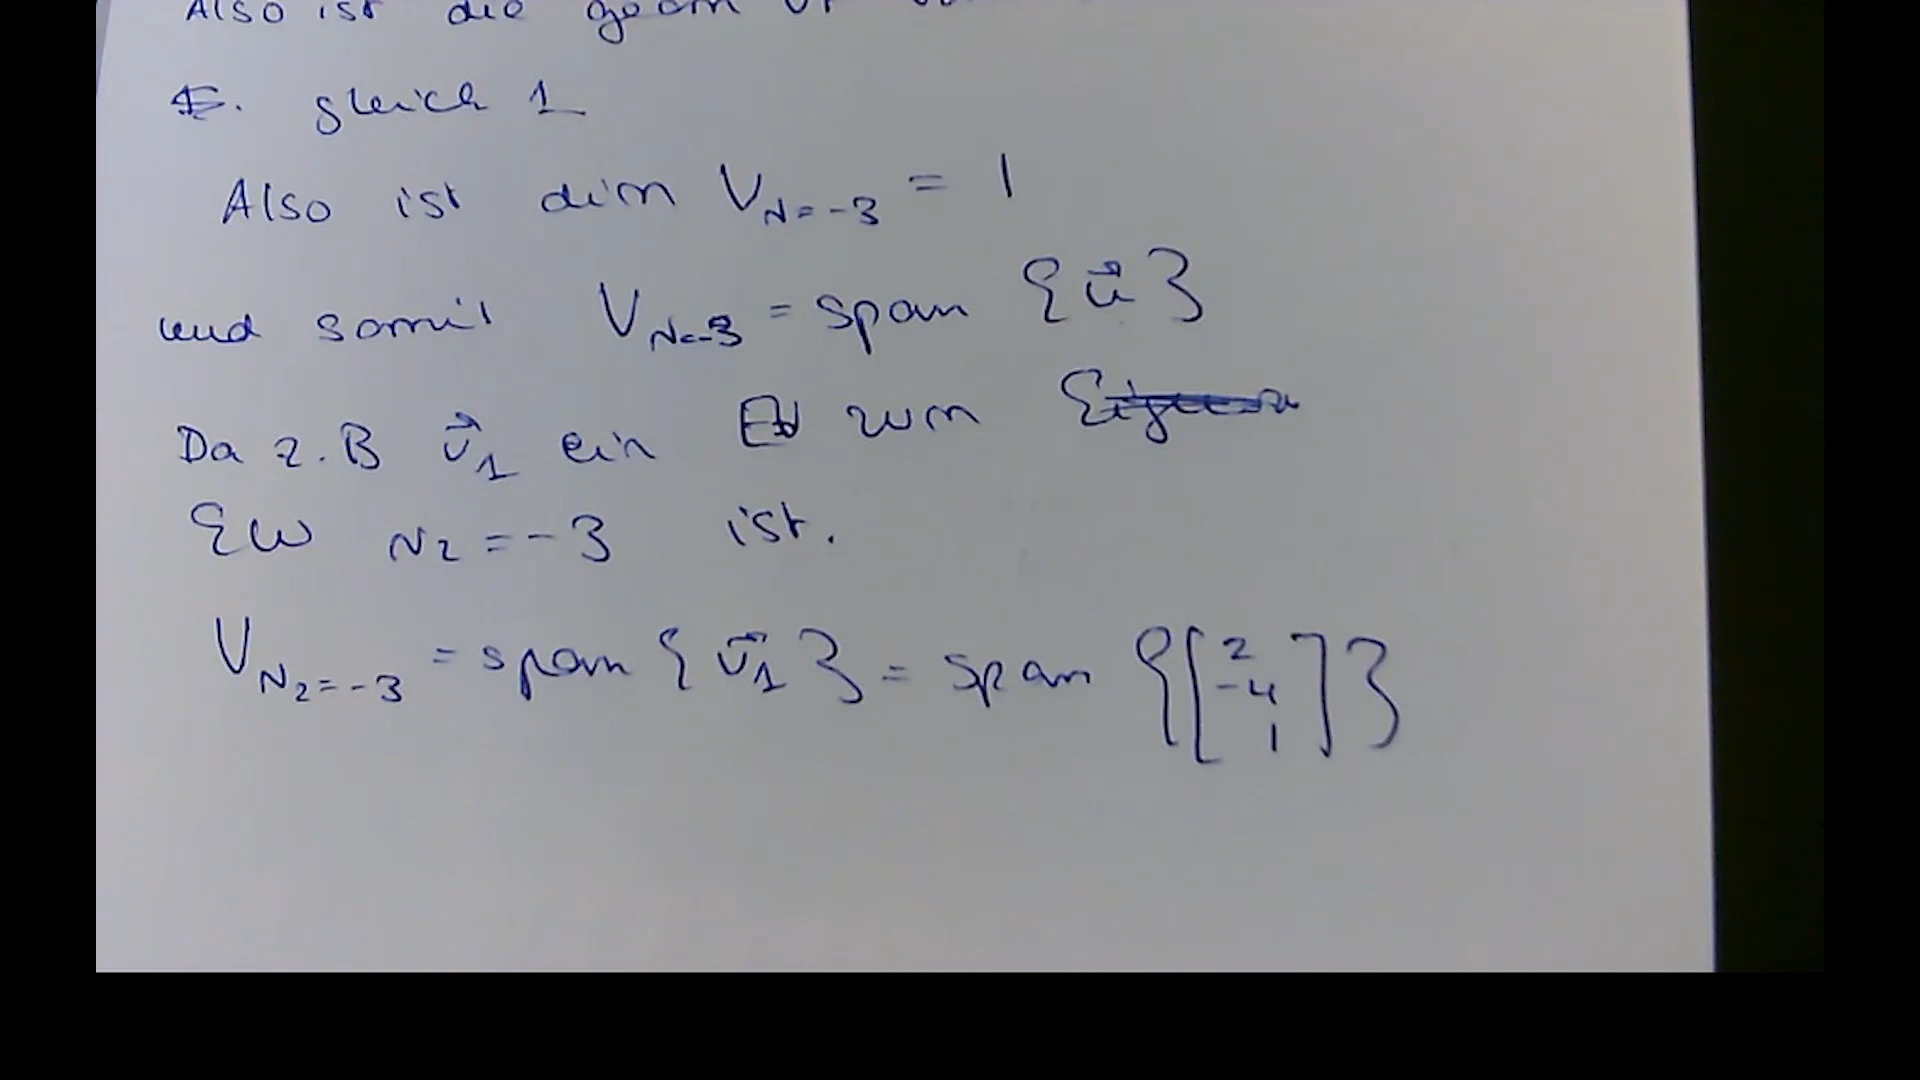 Also ist die geom
gleich 1
Also ist dim V_{λ=-3} = 1
und somit V_{λ=-3} = span {u⃗}
Da z.B v⃗_1 ein EV zum
EW λ_2 = -3 ist.
V_{λ_2=-3} = span {v⃗_1} = span {[2 -4 1]}